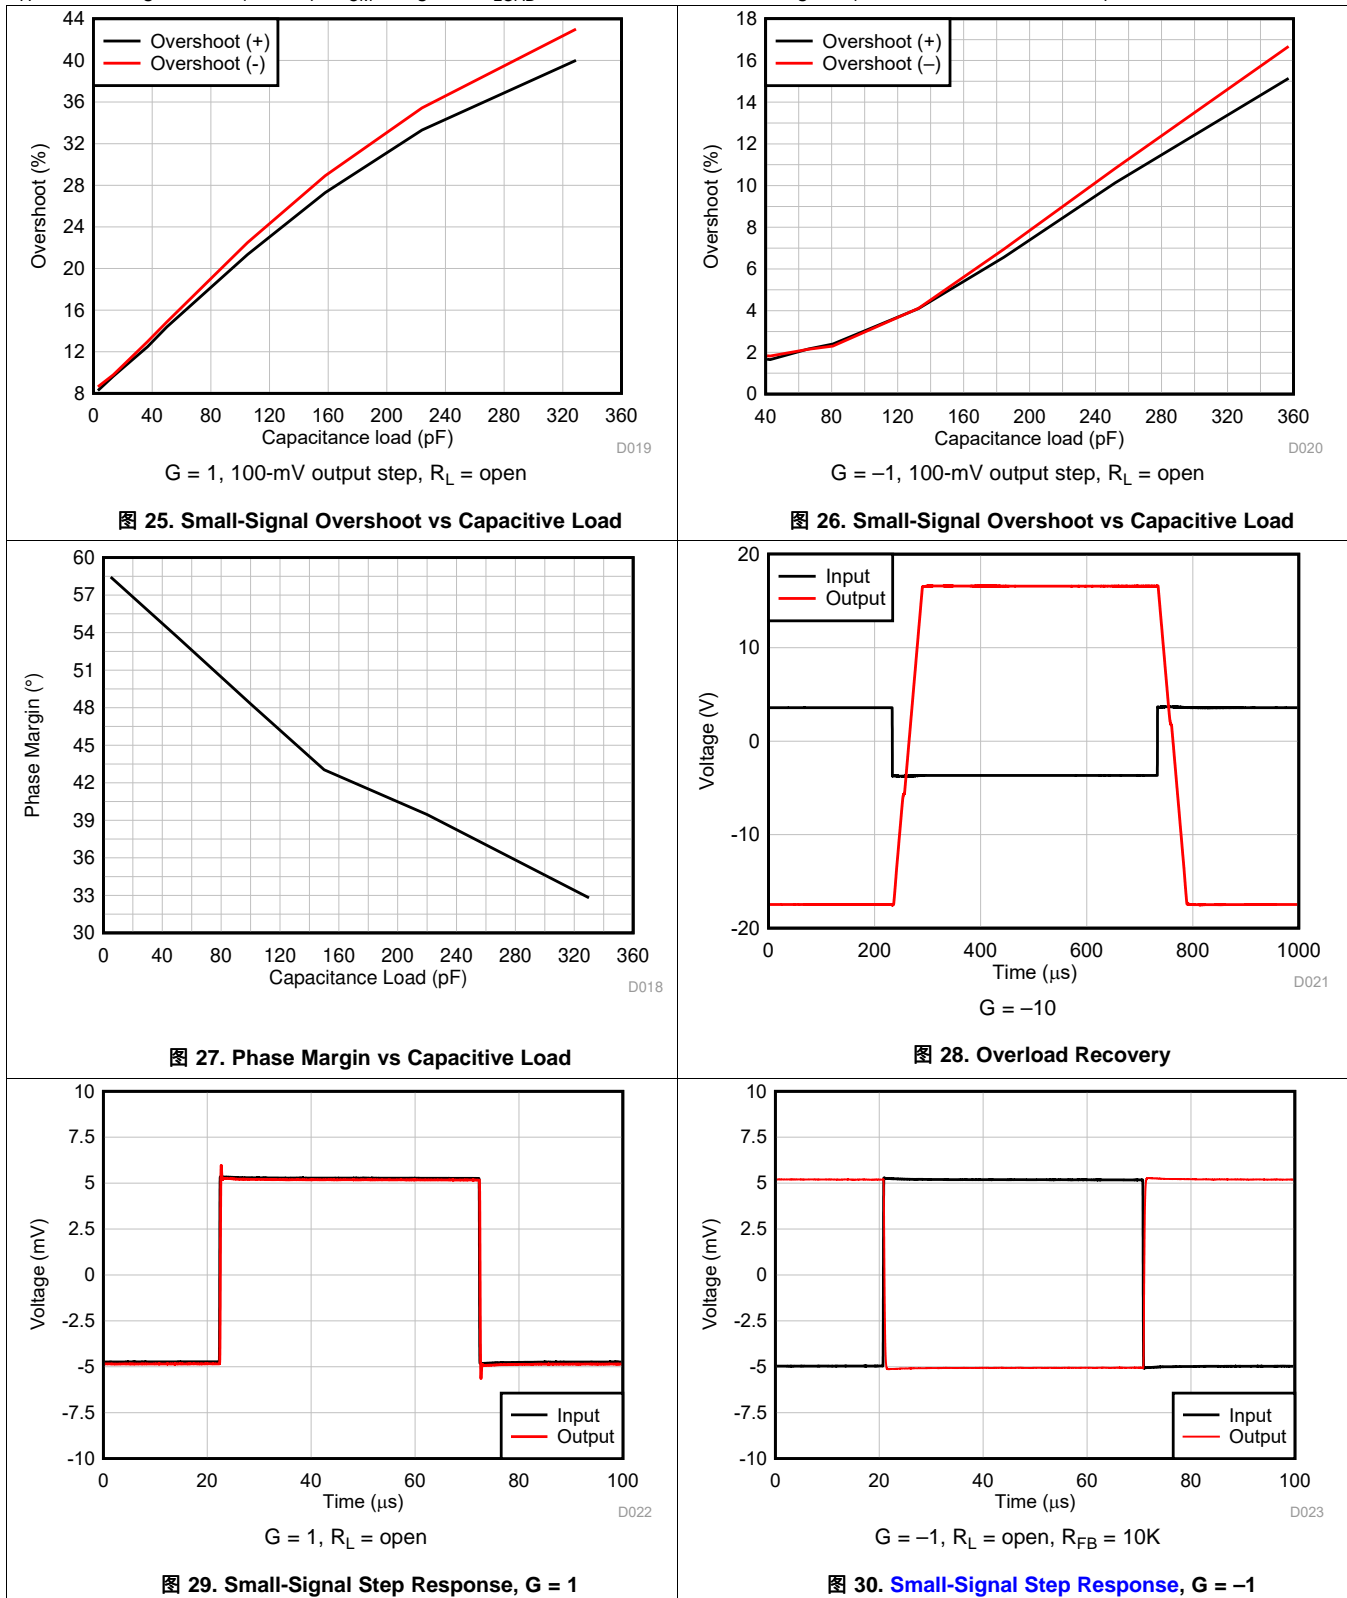 44
40
36
32
28
24
20
16
12
8
Overshoot (%)
Overshoot (+)
Overshoot (-)
0 40 80 120 160 200 240 280 320 360
Capacitance load (pF)
D019
G = 1, 100-mV output step, RL = open
图 25. Small-Signal Overshoot vs Capacitive Load
18
16
14
12
10
8
6
4
2
0
Overshoot (%)
Overshoot (+)
Overshoot (–)
40 80 120 160 200 240 280 320 360
Capacitance load (pF)
D020
G = –1, 100-mV output step, RL = open
图 26. Small-Signal Overshoot vs Capacitive Load
60
57
54
51
48
45
42
39
36
33
30
Phase Margin (°)
0 40 80 120 160 200 240 280 320 360
Capacitance Load (pF)
D018
图 27. Phase Margin vs Capacitive Load
20
10
0
-10
-20
Voltage (V)
Input
Output
0 200 400 600 800 1000
Time (μs)
D021
G = –10
图 28. Overload Recovery
10
7.5
5
2.5
0
-2.5
-5
-7.5
-10
Voltage (mV)
Input
Output
0 20 40 60 80 100
Time (μs)
D022
G = 1, RL = open
图 29. Small-Signal Step Response, G = 1
10
7.5
5
2.5
0
-2.5
-5
-7.5
-10
Voltage (mV)
Input
Output
0 20 40 60 80 100
Time (μs)
D023
G = –1, RL = open, RFB = 10K
图 30. Small-Signal Step Response, G = –1